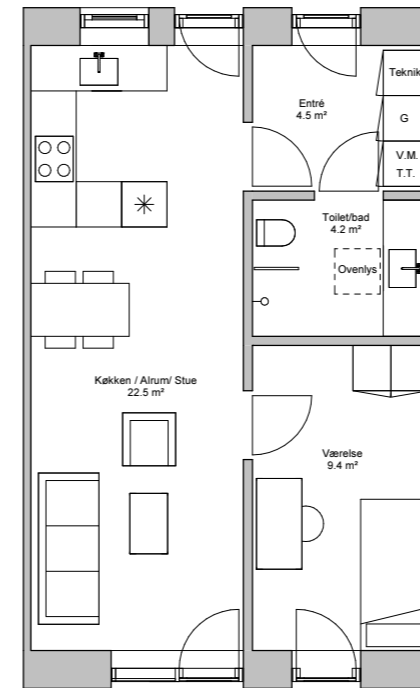 Teknik
Entré
4.5 m²
G
V.M.
T.T.
Toilet/bad
4.2 m²
Ovenlys
Køkken / Alrum/ Stue
22.5 m²
Værelse
9.4 m²